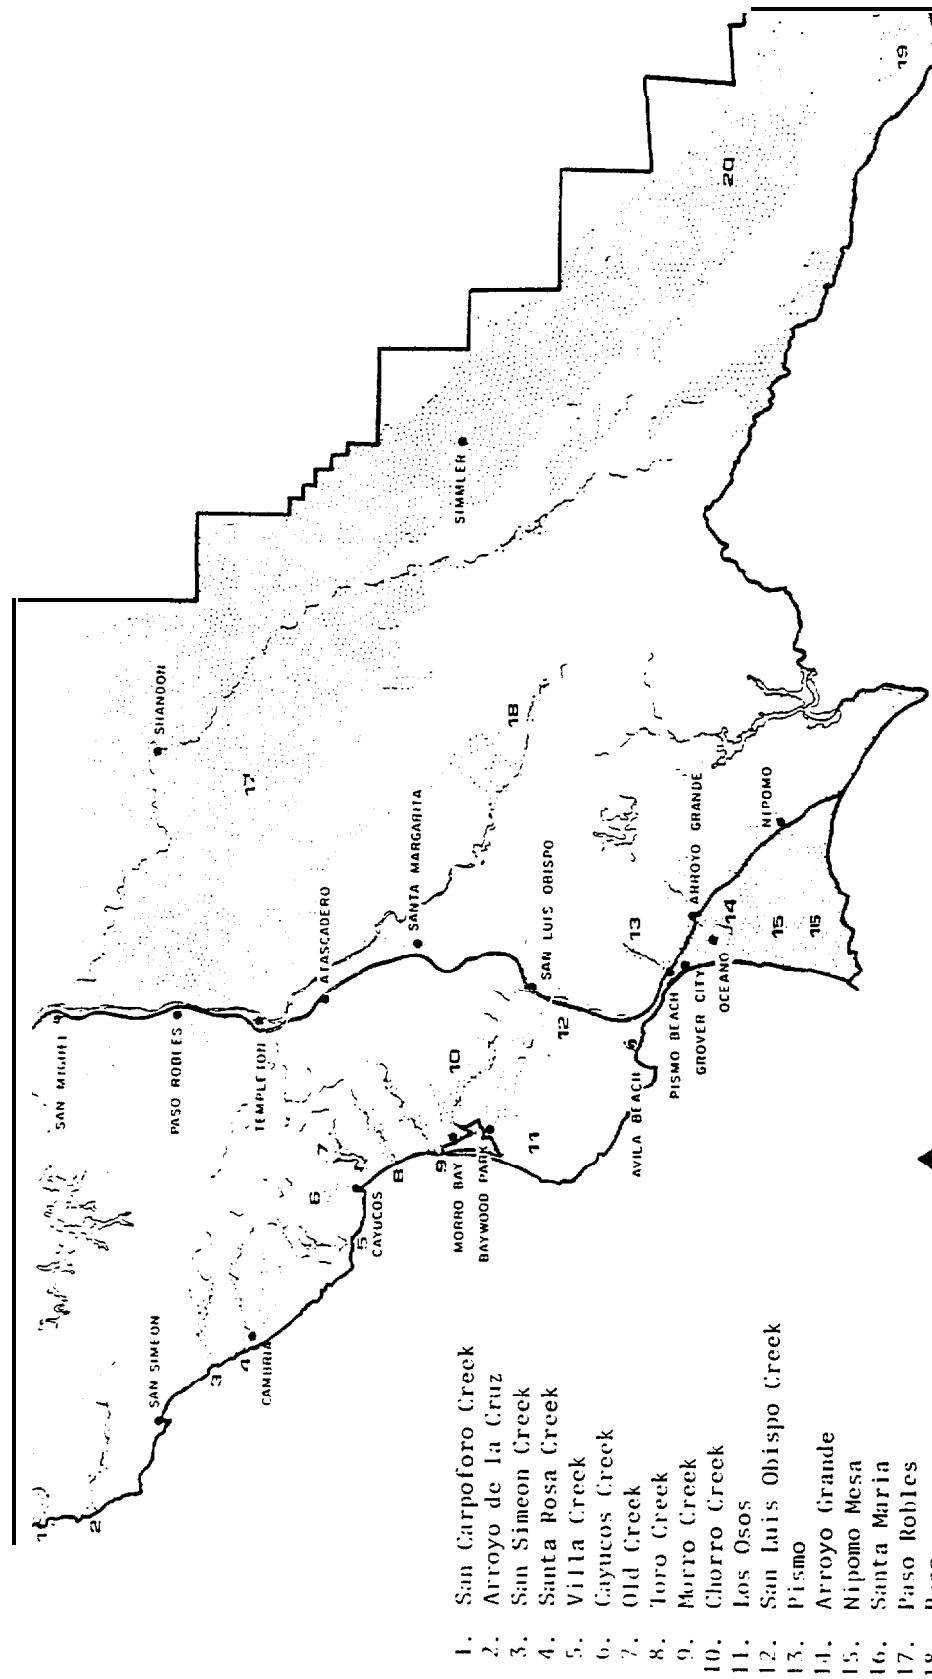 19
20
SIMMLER
SHANDON
17
18
SANTA MARGARITA
ATASCADERO
SAN LUIS OBISPO
ARROYO GRANDE
NIPOMO
13
14
15
SAN MIGUEL
PASO ROBLES
TEMPLETON
12
PISMO BEACH
GROVER CITY
OCEANO
10
7
6
8
9
11
AVILA BEACH
MORRO BAY
BAYWOOD PARK
CAYUCOS
5
SAN SIMEON
3
4
CAMBRIA
1
2
1. San Carpoforo Creek
2. Arroyo de la Cruz
3. San Simeon Creek
4. Santa Rosa Creek
5. Villa Creek
6. Cayucos Creek
7. Old Creek
8. Toro Creek
9. Morro Creek
10. Chorro Creek
11. Los Osos
12. San Luis Obispo Creek
13. Pismo
14. Arroyo Grande
15. Nipomo Mesa
16. Santa Maria
17. Paso Robles
18.